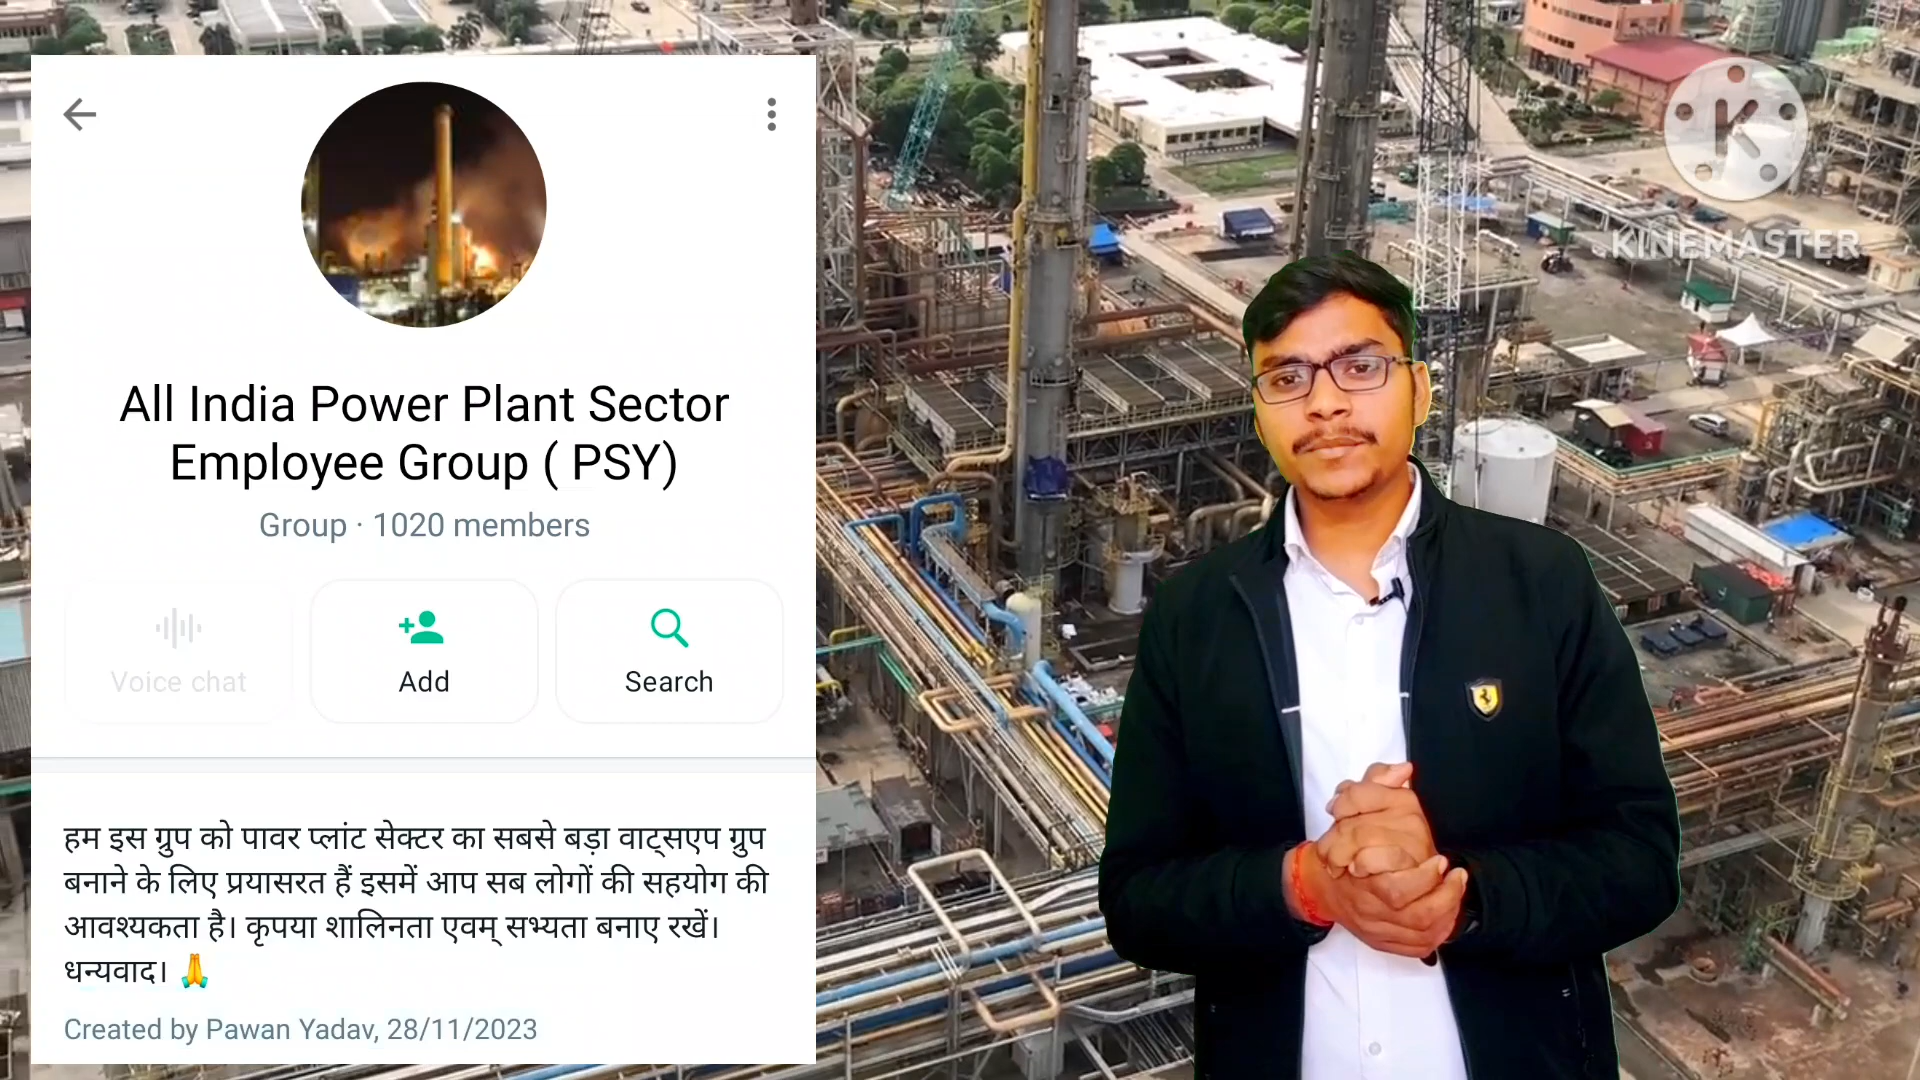 All India Power Plant Sector
Employee Group ( PSY)
Group · 1020 members
Voice chat
Add
Search
हम इस ग्रुप को पावर प्लांट सेक्टर का सबसे बड़ा वाट्सएप ग्रुप
बनाने के लिए प्रयासरत हैं इसमें आप सब लोगों की सहयोग की
आवश्यकता है। कृपया शालिनता एवम् सभ्यता बनाए रखें।
धन्यवाद। 🙏
Created by Pawan Yadav, 28/11/2023
K
KINEMASTER